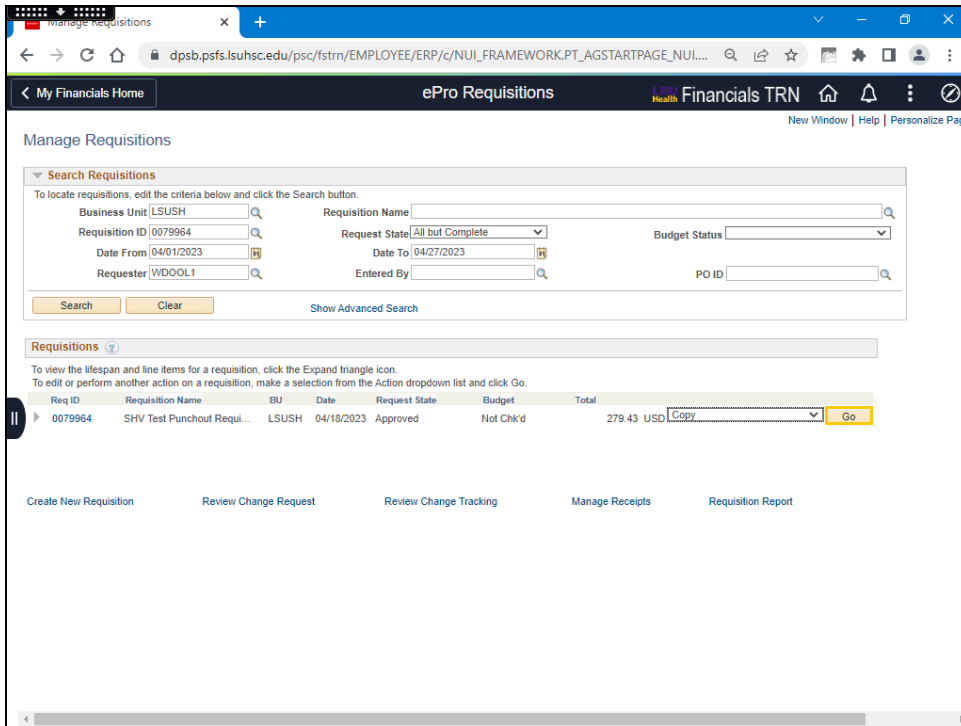 Manage Requisitions
dpsb.psfs.lsuhsc.edu/psc/fstrn/EMPLOYEE/ERP/c/NUI_FRAMEWORK.PT_AGSTARTPAGE_NUI....
My Financials Home ePro Requisitions LSU Health Financials TRN
New Window | Help | Personalize Pag
Manage Requisitions
Search Requisitions
To locate requisitions, edit the criteria below and click the Search button.
Business Unit LSUSH Requisition Name
Requisition ID 0079964 Request State All but Complete Budget Status
Date From 04/01/2023 Date To 04/27/2023
Requester WDOOL1 Entered By PO ID
Search Clear Show Advanced Search
Requisitions ?
To view the lifespan and line items for a requisition, click the Expand triangle icon.
To edit or perform another action on a requisition, make a selection from the Action dropdown list and click Go.
Req ID Requisition Name BU Date Request State Budget Total
0079964 SHV Test Punchout Requi... LSUSH 04/18/2023 Approved Not Chk'd 279.43 USD Copy Go
Create New Requisition Review Change Request Review Change Tracking Manage Receipts Requisition Report